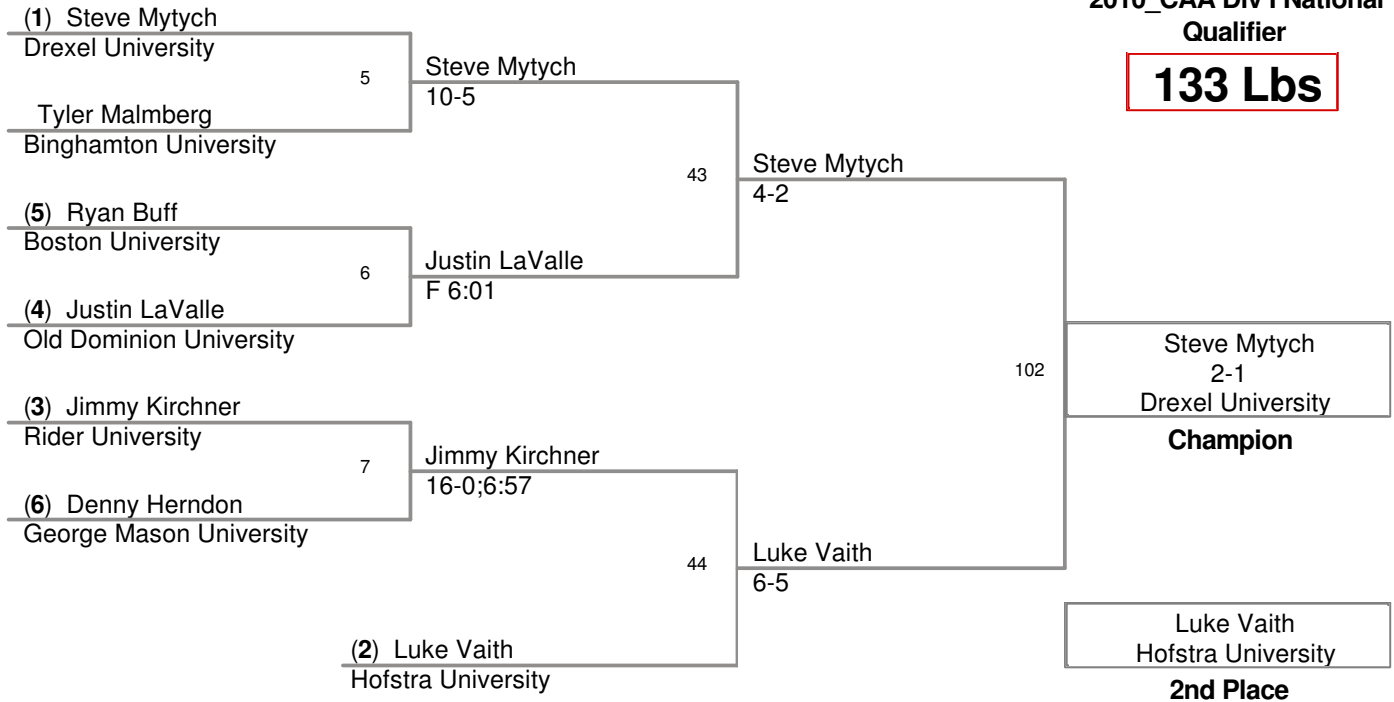 2010_CAA Div I National
Qualifier
133 Lbs
(1) Steve Mytych
Drexel University
5
Tyler Malmberg
Binghamton University
Steve Mytych
10-5
(5) Ryan Buff
Boston University
6
(4) Justin LaValle
Old Dominion University
Justin LaValle
F 6:01
43
Steve Mytych
4-2
(3) Jimmy Kirchner
Rider University
7
(6) Denny Herndon
George Mason University
Jimmy Kirchner
16-0;6:57
44
(2) Luke Vaith
Hofstra University
Luke Vaith
6-5
102
Steve Mytych
2-1
Drexel University
Champion
Luke Vaith
Hofstra University
2nd Place